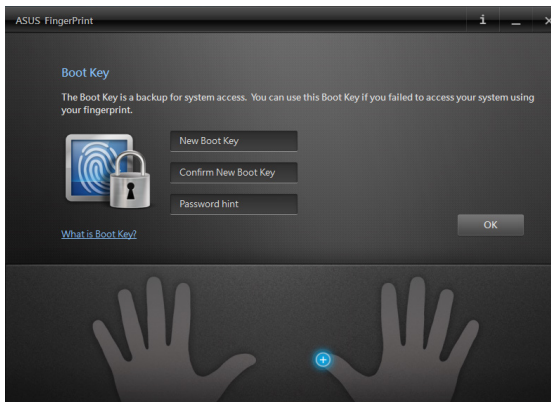 ASUS FingerPrint
Boot Key
The Boot Key is a backup for system access. You can use this Boot Key if you failed to access your system using
your fingerprint.
New Boot Key
Confirm New Boot Key
Password hint
OK
What is Boot Key?